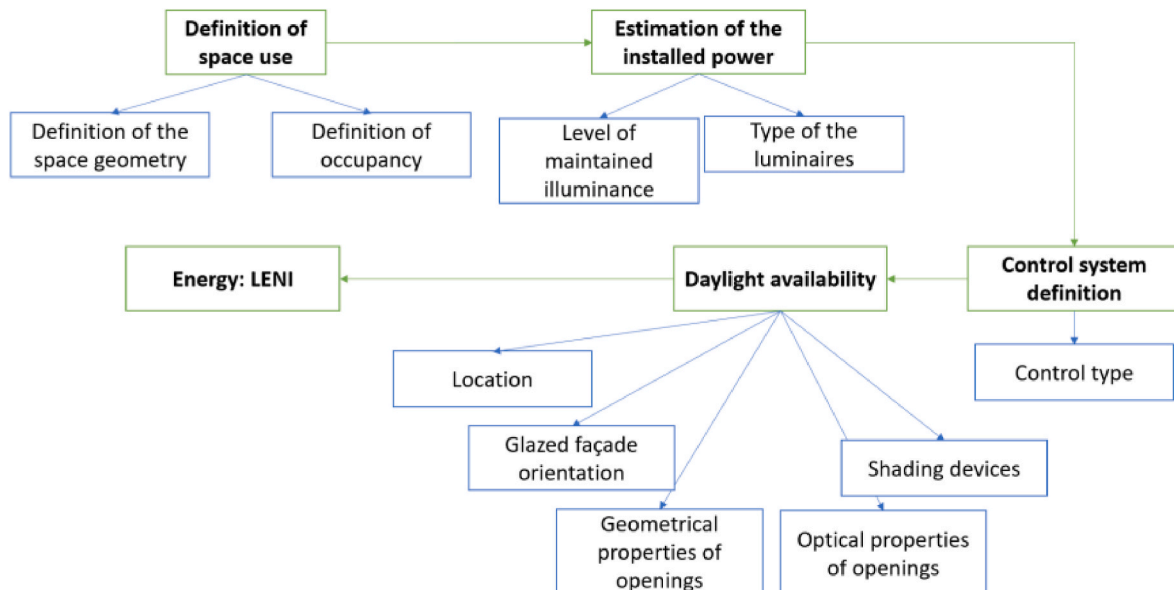 Definition of
space use
Estimation of the
installed power
Definition of the
space geometry
Definition of
occupancy
Level of
maintained
illuminance
Type of the
luminaires
Energy: LENI
Daylight availability
Control system
definition
Location
Control type
Glazed façade
orientation
Shading devices
Geometrical
properties of
openings
Optical properties
of openings